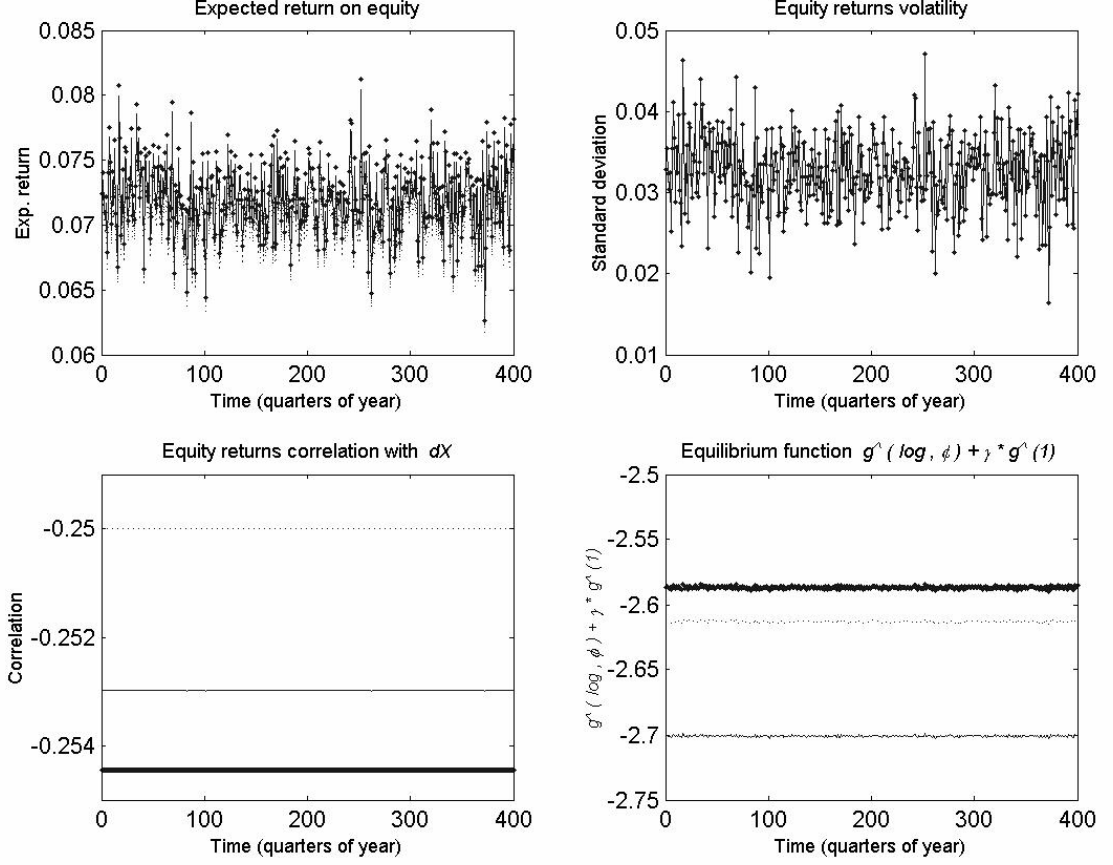 Expected return on equity
0.085
0.08
0.075
0.07
0.065
0.06
Exp. return
0 100 200 300 400
Time (quarters of year)
Equity returns volatility
0.05
0.04
0.03
0.02
0.01
Standard deviation
0 100 200 300 400
Time (quarters of year)
Equity returns correlation with dX
-0.25
-0.252
-0.254
Correlation
0 100 200 300 400
Time (quarters of year)
Equilibrium function g^ ( log , ϕ ) + γ * g^ (1)
-2.5
-2.55
-2.6
-2.65
-2.7
-2.75
g^ ( log , ϕ ) + γ * g^ (1)
0 100 200 300 400
Time (quarters of year)